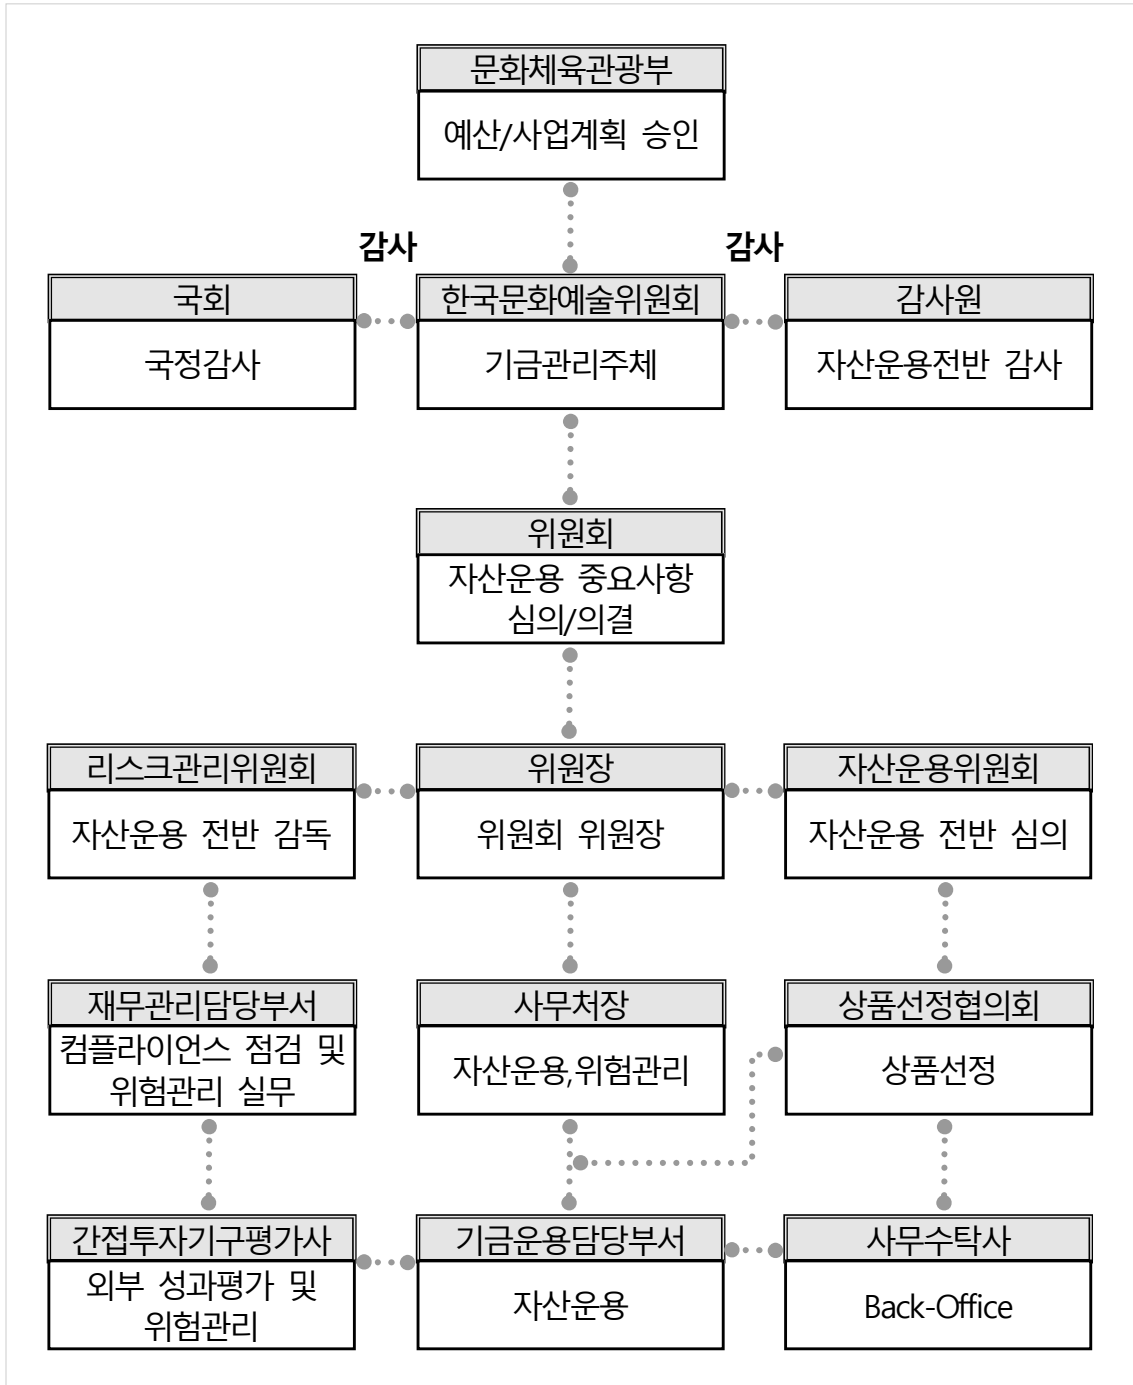 문화체육관광부
예산/사업계획 승인
감사
감사
국회
국정감사
한국문화예술위원회
기금관리주체
감사원
자산운용전반 감사
위원회
자산운용 중요사항
심의/의결
리스크관리위원회
자산운용 전반 감독
위원장
위원회 위원장
자산운용위원회
자산운용 전반 심의
재무관리담당부서
컴플라이언스 점검 및
위험관리 실무
사무처장
자산운용,위험관리
상품선정협의회
상품선정
간접투자기구평가사
외부 성과평가 및
위험관리
기금운용담당부서
자산운용
사무수탁사
Back-Office